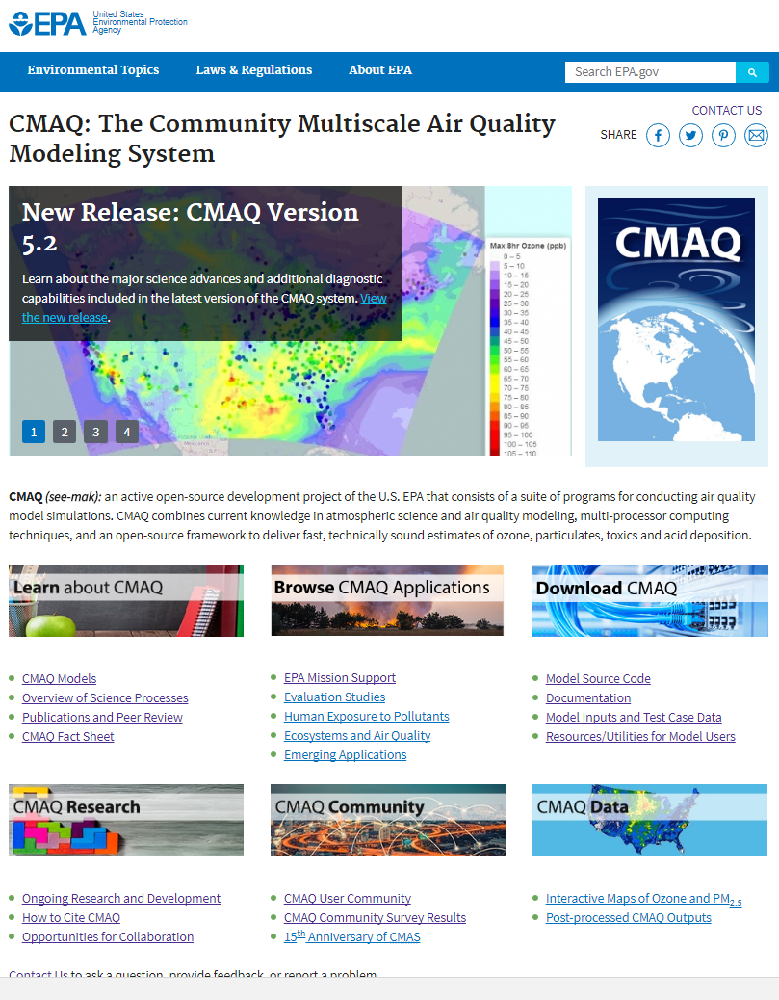 EPA
United States
Environmental Protection
Agency
Environmental Topics
Laws & Regulations
About EPA
Search EPA.gov
CONTACT US
SHARE
CMAQ: The Community Multiscale Air Quality
Modeling System
New Release: CMAQ Version
5.2
Learn about the major science advances and additional diagnostic
capabilities included in the latest version of the CMAQ system. View
the new release.
1
2
3
4
Max 8hr Ozone (ppb)
0 – 5
5 – 10
10 – 15
15 – 20
20 – 25
25 – 30
30 – 35
35 – 40
40 – 45
45 – 50
50 – 55
55 – 60
60 – 65
65 – 70
70 – 75
75 – 80
80 – 85
85 – 90
90 – 95
95 – 100
100 – 105
105 – 110
CMAQ
CMAQ (see-mak): an active open-source development project of the U.S. EPA that consists of a suite of programs for conducting air quality
model simulations. CMAQ combines current knowledge in atmospheric science and air quality modeling, multi-processor computing
techniques, and an open-source framework to deliver fast, technically sound estimates of ozone, particulates, toxics and acid deposition.
Learn about CMAQ
CMAQ Models
Overview of Science Processes
Publications and Peer Review
CMAQ Fact Sheet
Browse CMAQ Applications
EPA Mission Support
Evaluation Studies
Human Exposure to Pollutants
Ecosystems and Air Quality
Emerging Applications
Download CMAQ
Model Source Code
Documentation
Model Inputs and Test Case Data
Resources/Utilities for Model Users
CMAQ Research
Ongoing Research and Development
How to Cite CMAQ
Opportunities for Collaboration
CMAQ Community
CMAQ User Community
CMAQ Community Survey Results
15th Anniversary of CMAS
CMAQ Data
Interactive Maps of Ozone and PM2.5
Post-processed CMAQ Outputs
Contact Us to ask a question, provide feedback, or report a problem.